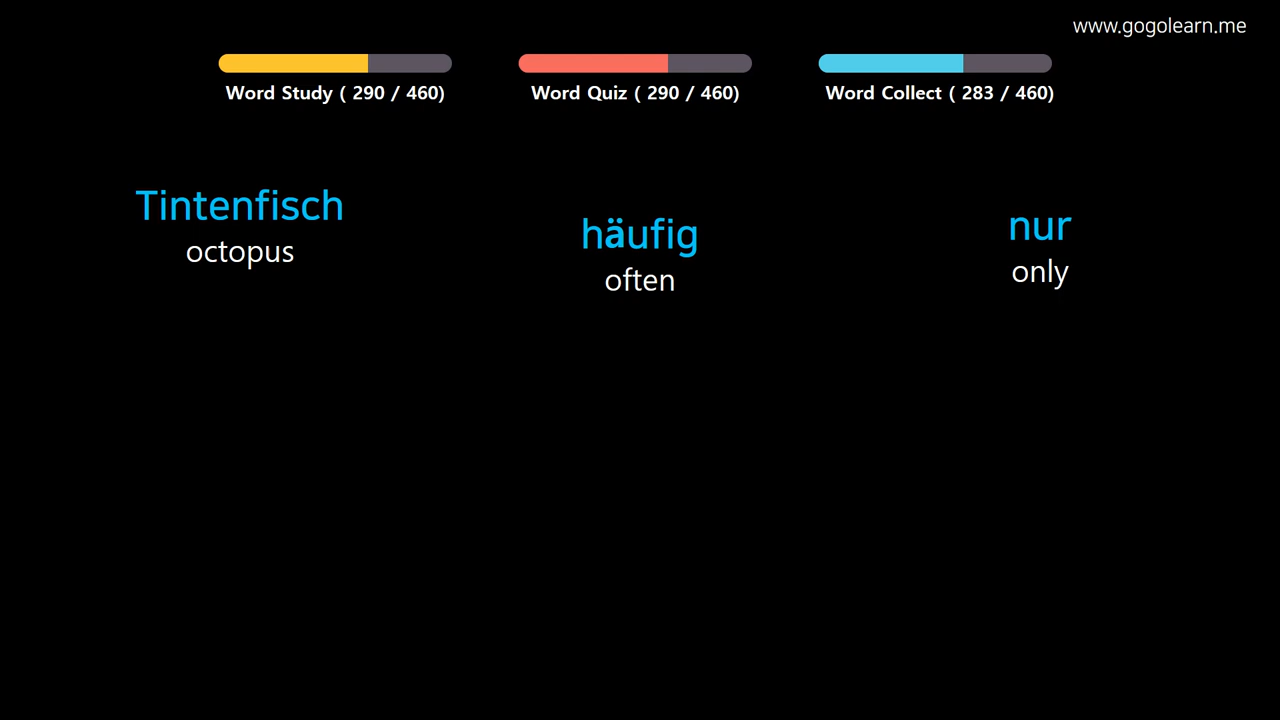 www.gogolearn.me
Word Study ( 290 / 460)
Word Quiz ( 290 / 460)
Word Collect ( 283 / 460)
Tintenfisch
octopus
häufig
often
nur
only